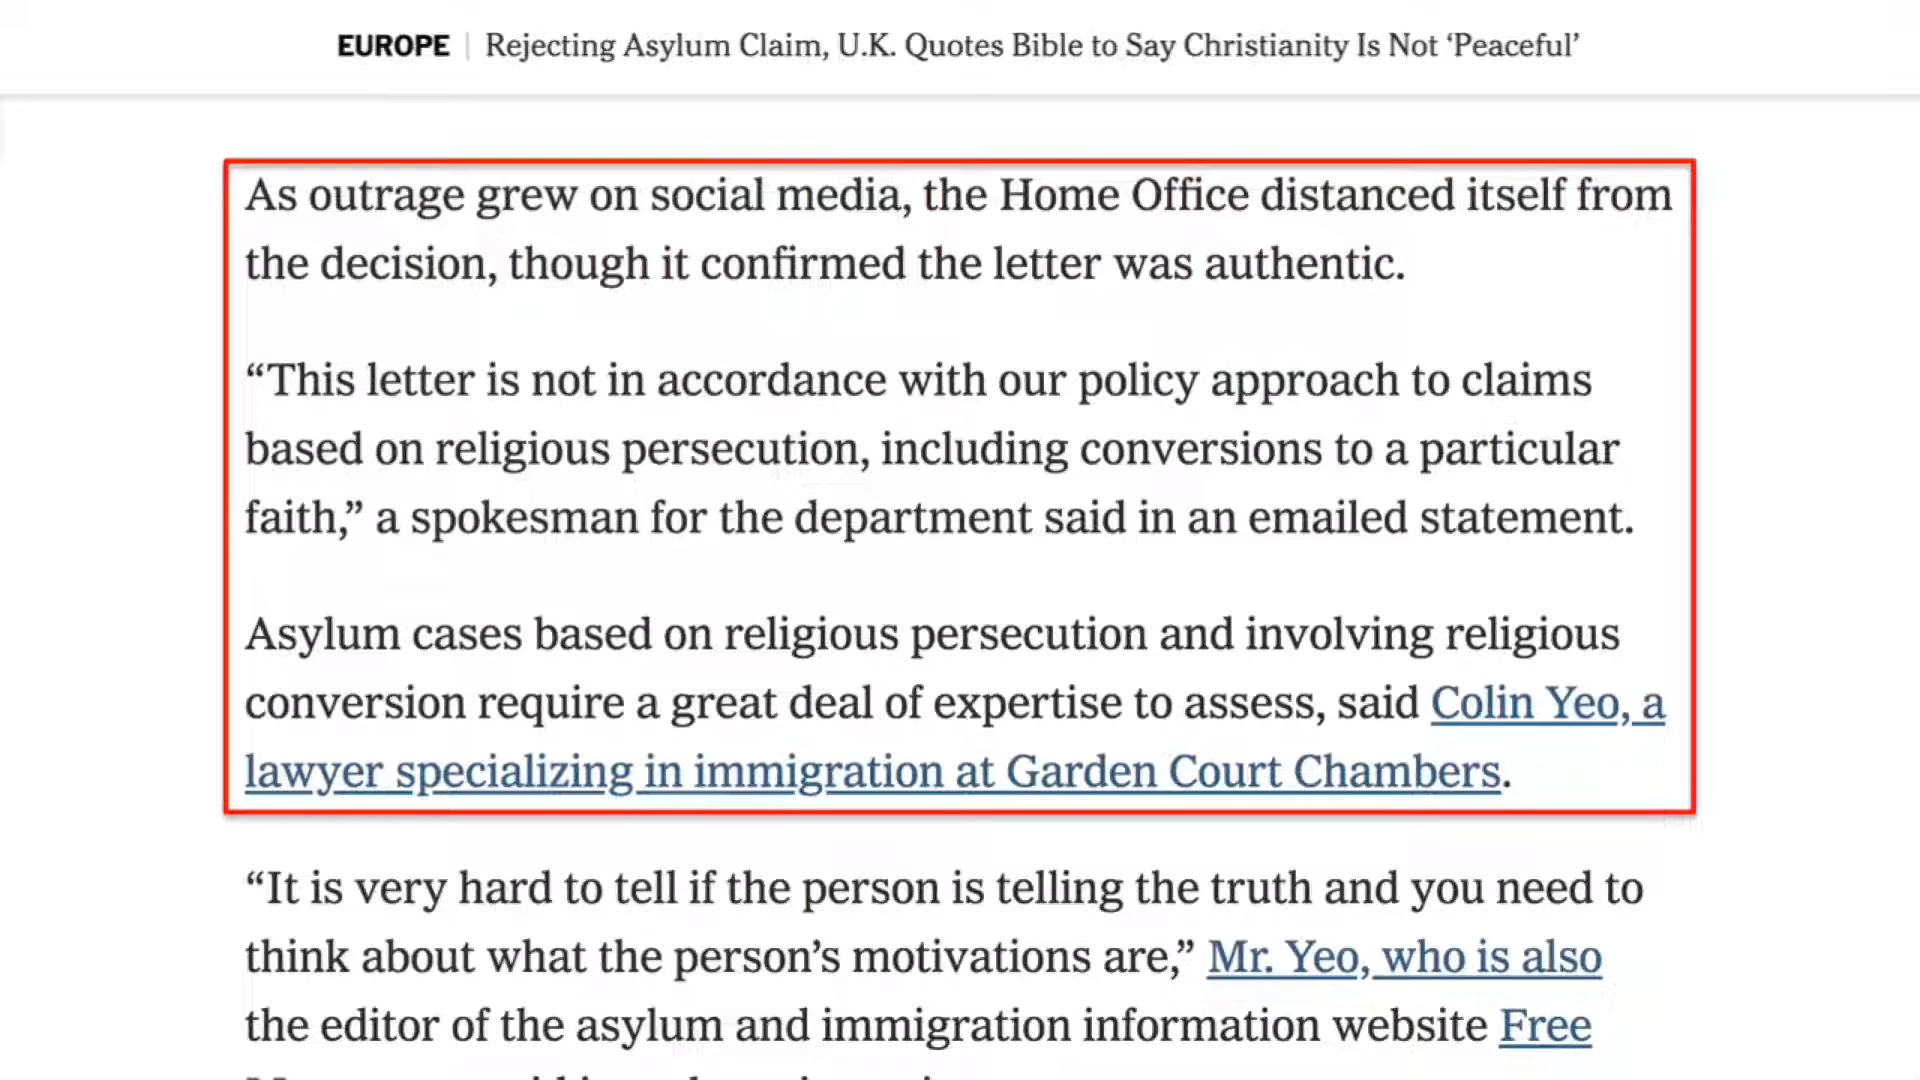 EUROPE | Rejecting Asylum Claim, U.K. Quotes Bible to Say Christianity Is Not ‘Peaceful’
As outrage grew on social media, the Home Office distanced itself from
the decision, though it confirmed the letter was authentic.
“This letter is not in accordance with our policy approach to claims
based on religious persecution, including conversions to a particular
faith,” a spokesman for the department said in an emailed statement.
Asylum cases based on religious persecution and involving religious
conversion require a great deal of expertise to assess, said Colin Yeo, a
lawyer specializing in immigration at Garden Court Chambers.
“It is very hard to tell if the person is telling the truth and you need to
think about what the person’s motivations are,” Mr. Yeo, who is also
the editor of the asylum and immigration information website Free